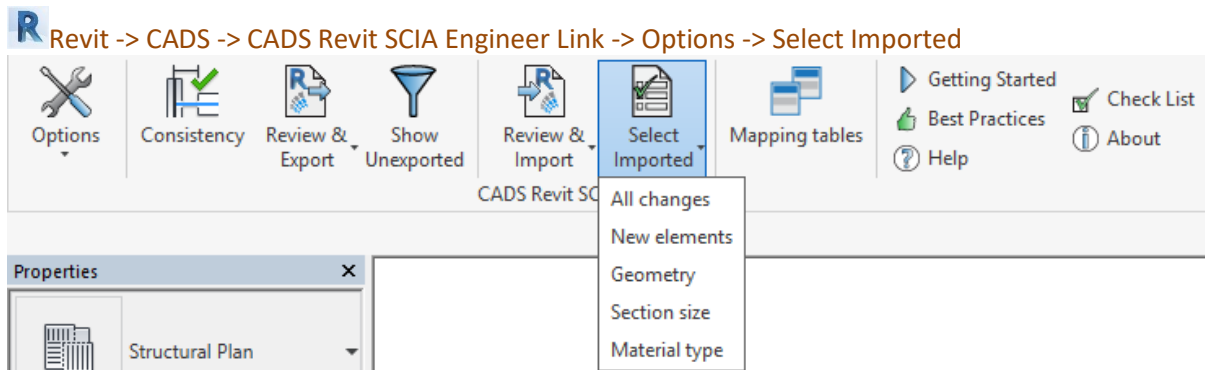 R Revit -> CADS -> CADS Revit SCIA Engineer Link -> Options -> Select Imported
Options
Consistency
Review &
Export
Show
Unexported
Review &
Import
Select
Imported
Mapping tables
Getting Started
Best Practices
Help
Check List
About
CADS Revit SC
All changes
New elements
Geometry
Section size
Material type
Properties
Structural Plan